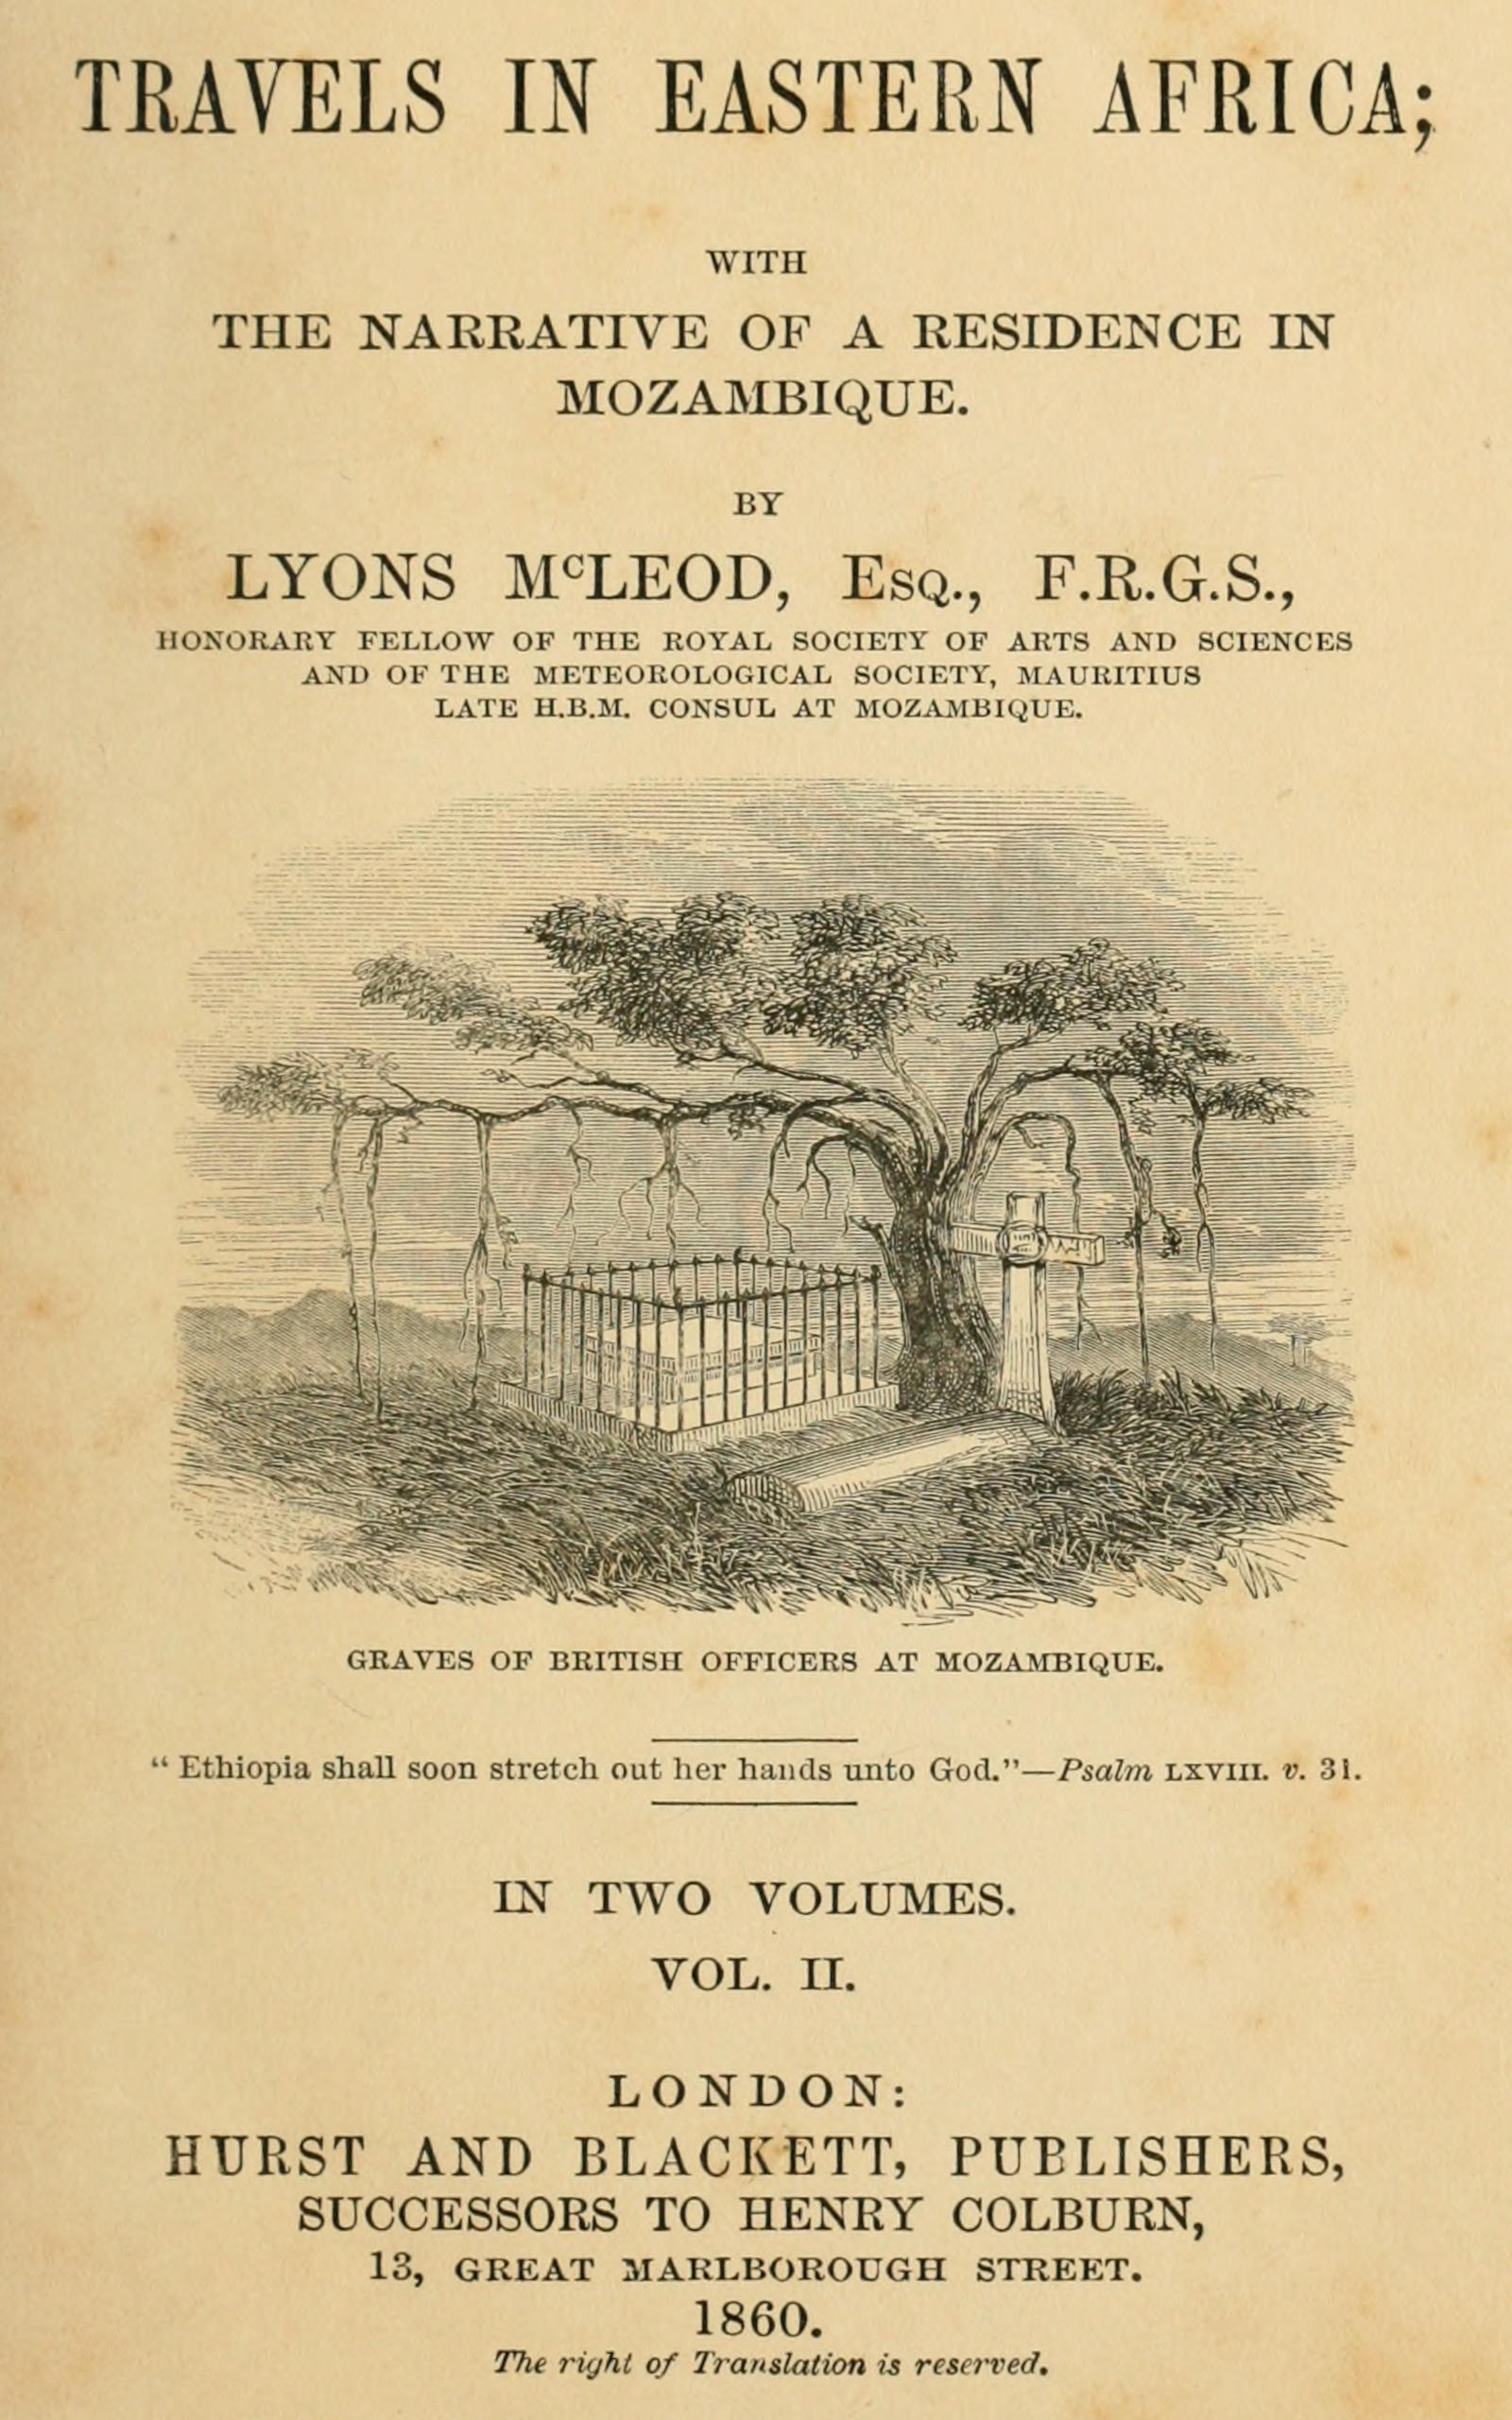 TRAVELS IN EASTERN AFRICA;
WITH
THE NARRATIVE OF A RESIDENCE IN
MOZAMBIQUE.
BY
LYONS McLEOD, Esq., F.R.G.S.,
HONORARY FELLOW OF THE ROYAL SOCIETY OF ARTS AND SCIENCES
AND OF THE METEOROLOGICAL SOCIETY, MAURITIUS
LATE H.B.M. CONSUL AT MOZAMBIQUE.
GRAVES OF BRITISH OFFICERS AT MOZAMBIQUE.
“Ethiopia shall soon stretch out her hands unto God.”—Psalm LXVIII. v. 31.
IN TWO VOLUMES.
VOL. II.
LONDON:
HURST AND BLACKETT, PUBLISHERS,
SUCCESSORS TO HENRY COLBURN,
13, GREAT MARLBOROUGH STREET.
1860.
The right of Translation is reserved.